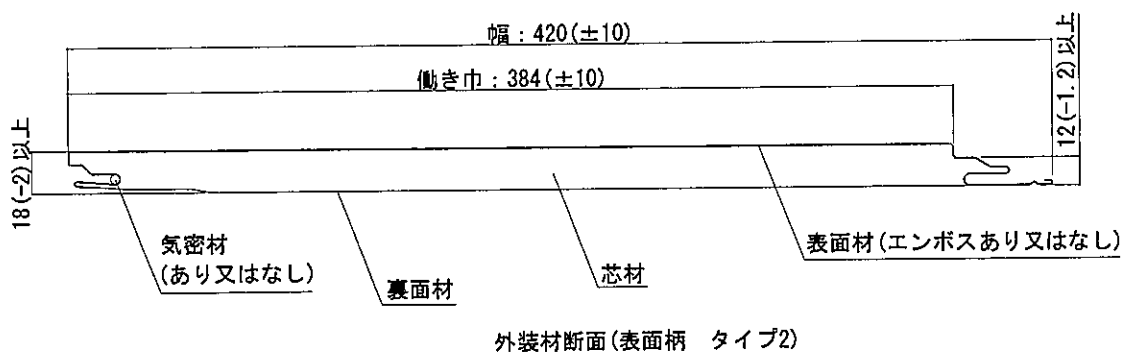 幅：420(±10)
働き巾：384(±10)
12(-1.2)以上
18(-2)以上
気密材
(あり又はなし)
裏面材
芯材
表面材(エンボスあり又はなし)
外装材断面(表面柄　タイプ2)